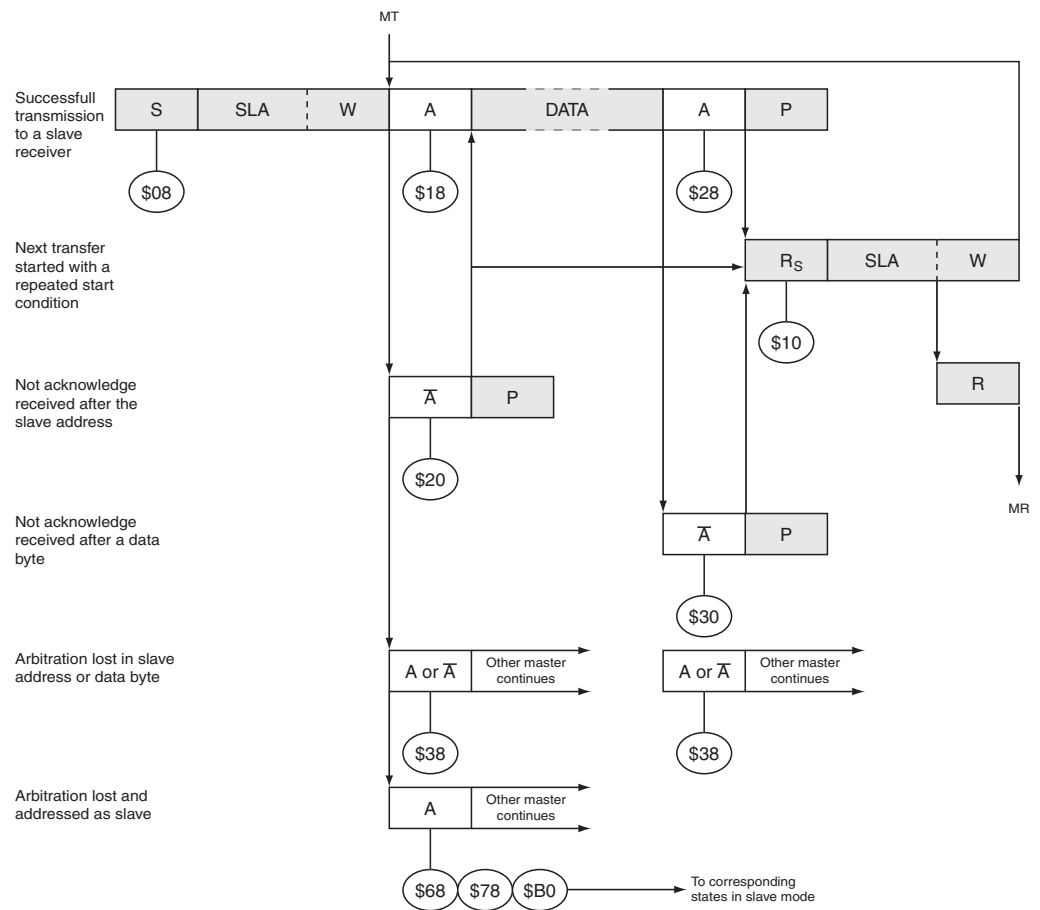 MT
Successfull
transmission
to a slave
receiver
S SLA W A DATA A P
$08 $18 $28
Next transfer
started with a
repeated start
condition
RS SLA W
$10
Not acknowledge
received after the
slave address
A̅ P
R
$20
MR
Not acknowledge
received after a data
byte
A̅ P
$30
Arbitration lost in slave
address or data byte
A or A̅
Other master
continues
A or A̅
Other master
continues
$38 $38
Arbitration lost and
addressed as slave
A
Other master
continues
$68 $78 $B0
To corresponding
states in slave mode